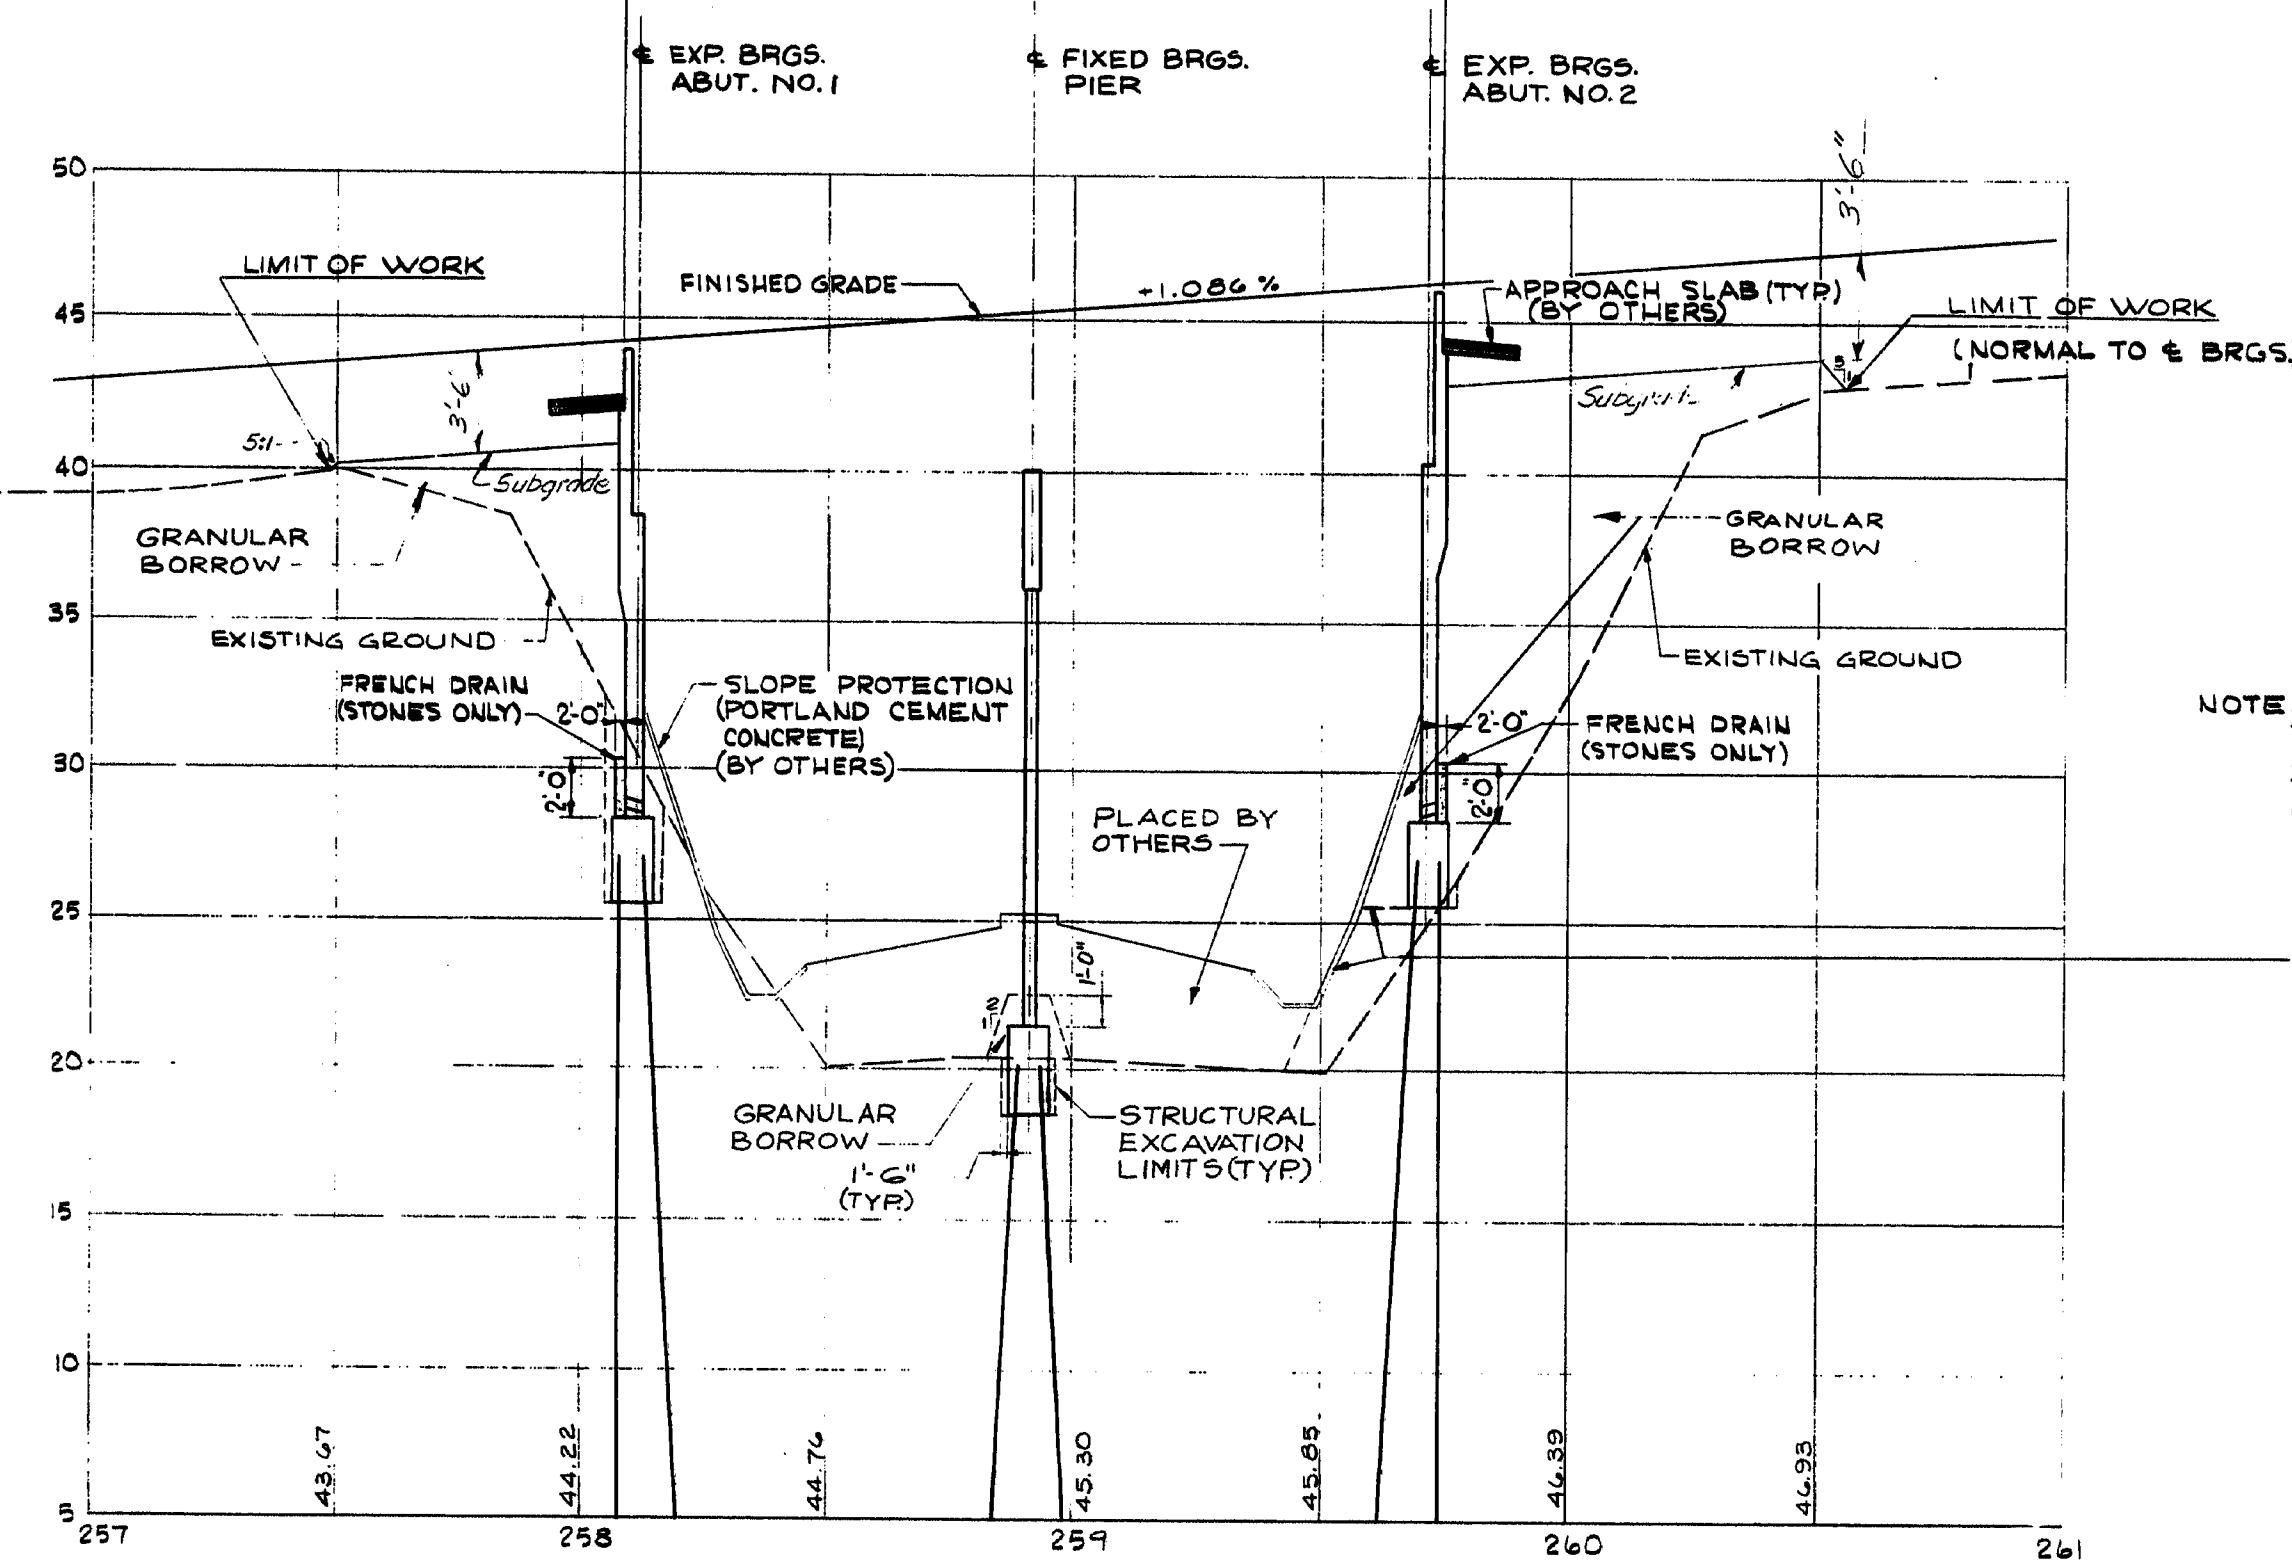 ℄ EXP. BRGS.
ABUT. NO. 1
℄ FIXED BRGS.
PIER
℄ EXP. BRGS.
ABUT. NO. 2
50
3'-6"
LIMIT OF WORK
FINISHED GRADE
+1.086 %
APPROACH SLAB (TYP.)
(BY OTHERS)
LIMIT OF WORK
(NORMAL TO ℄ BRGS.
45
3'-6"
5:1
5
1
Subgrade
40
Subgrade
GRANULAR
BORROW
GRANULAR
BORROW
35
EXISTING GROUND
EXISTING GROUND
FRENCH DRAIN
(STONES ONLY)
2'-0"
SLOPE PROTECTION
(PORTLAND CEMENT
CONCRETE)
(BY OTHERS)
2'-0"
FRENCH DRAIN
(STONES ONLY)
NOTE
30
2'-0"
2'-0"
PLACED BY
OTHERS
25
1'-0"
2
1
20
GRANULAR
BORROW
1'-6"
(TYP.)
STRUCTURAL
EXCAVATION
LIMITS (TYP.)
15
10
43.67
44.22
44.76
45.30
45.85
46.39
46.93
5
257
258
259
260
261